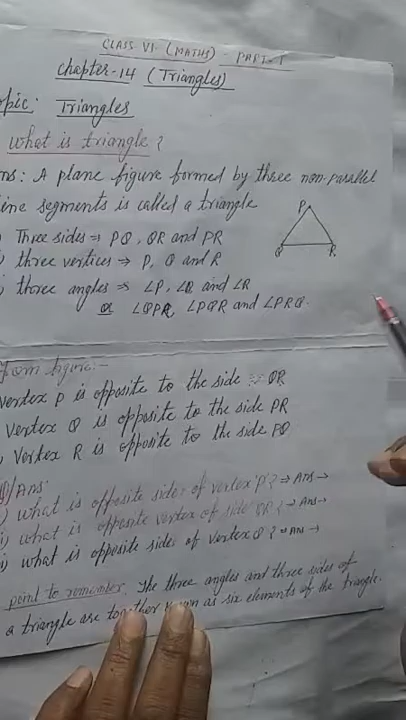 CLASS VI (MATHS) - PART-1
Chapter-14 (Triangles)
opic: Triangles
What is triangle?
ns: A plane figure formed by three non-parallel
ine segments is called a triangle
P
Q R
Three sides ⇒ PQ, QR and PR
) three vertices → P, Q and R
) three angles ⇒ ∠P, ∠Q and ∠R
or ∠QPR, ∠PQR and ∠PRQ.
From figure:-
vertex P is opposite to the side QR
Vertex Q is opposite to the side PR
) Vertex R is opposite to the side PQ
Q/Ans:
) what is opposite side of vertex 'P'? ⇒ Ans →
i) what is opposite vertex of side 'QR'? ⇒ Ans →
i) what is opposite side of vertex Q? ⇒ Ans →
point to remember. The three angles and three sides of
a triangle are together known as six elements of the triangle.